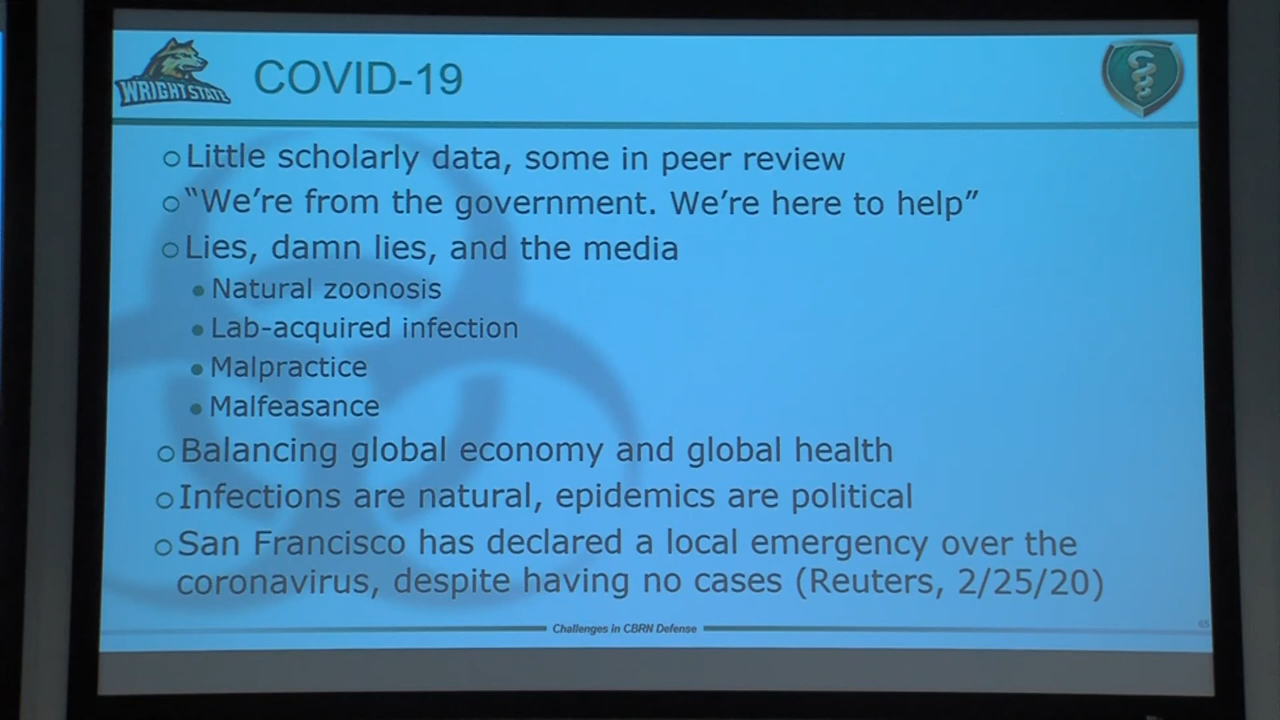 WRIGHT STATE
COVID-19
Little scholarly data, some in peer review
“We’re from the government. We’re here to help”
Lies, damn lies, and the media
Natural zoonosis
Lab-acquired infection
Malpractice
Malfeasance
Balancing global economy and global health
Infections are natural, epidemics are political
San Francisco has declared a local emergency over the
coronavirus, despite having no cases (Reuters, 2/25/20)
Challenges in CBRN Defense
65